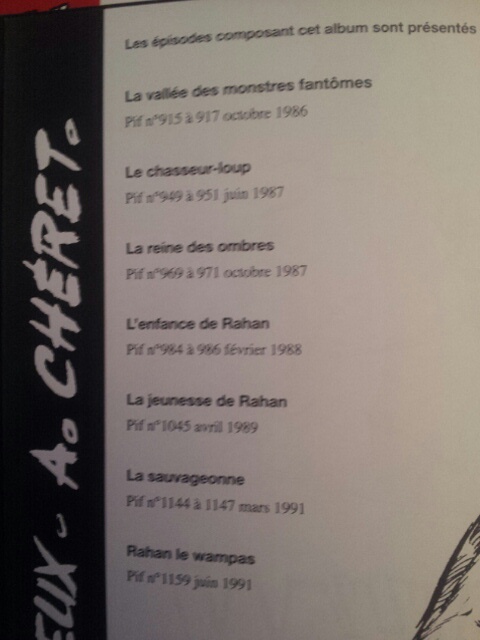 Les épisodes composant cet album sont présentés
La vallée des monstres fantômes
Pif n°915 à 917 octobre 1986
Le chasseur-loup
Pif n°949 à 951 juin 1987
La reine des ombres
Pif n°969 à 971 octobre 1987
L'enfance de Rahan
Pif n°984 à 986 février 1988
La jeunesse de Rahan
Pif n°1045 avril 1989
La sauvageonne
Pif n°1144 à 1147 mars 1991
Rahan le wampas
Pif n°1159 juin 1991
EUX - A. CHÉRET.